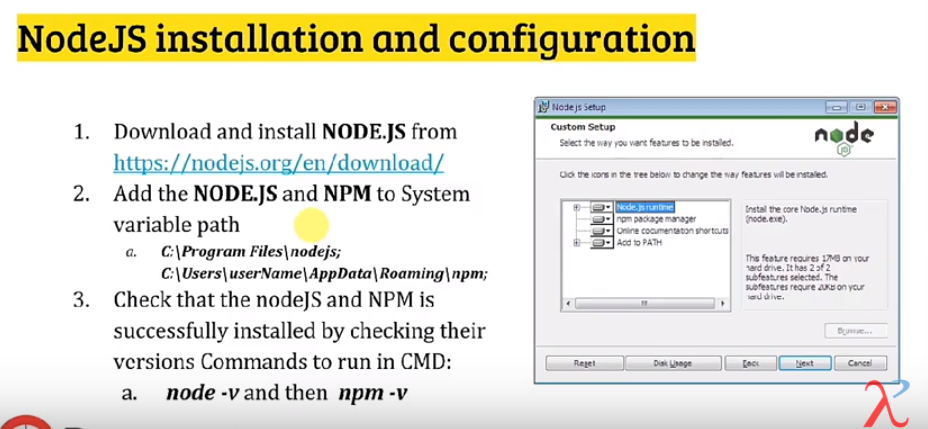 NodeJS installation and configuration
1. Download and install NODE.JS from
https://nodejs.org/en/download/
2. Add the NODE.JS and NPM to System
variable path
a. C:\Program Files\nodejs;
C:\Users\userName\AppData\Roaming\npm;
3. Check that the nodeJS and NPM is
successfully installed by checking their
versions Commands to run in CMD:
a. node -v and then npm -v
Node.js Setup
Custom Setup
Select the way you want features to be installed.
node
JS
Click the icons in the tree below to change the way features will be installed.
Node.js runtime
npm package manager
Online documentation shortcuts
Add to PATH
Install the core Node.js runtime
(node.exe).
This feature requires 17MB on your
hard drive. It has 2 of 2
subfeatures selected. The
subfeatures require 20KB on your
hard drive.
Browse...
Reset
Disk Usage
Back
Next
Cancel